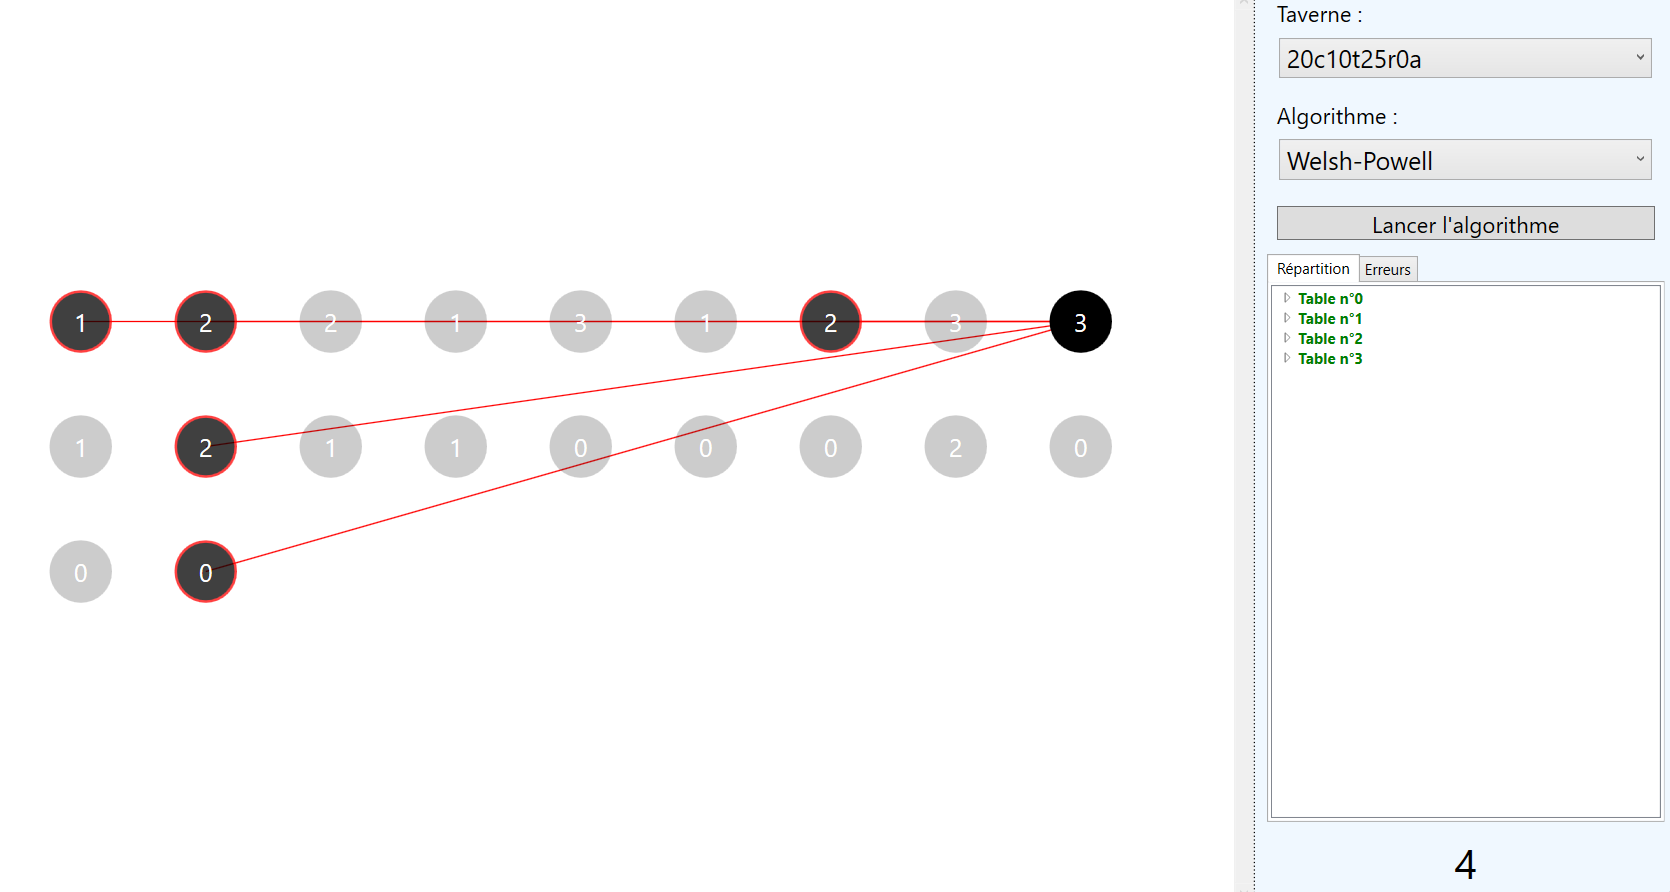 1 2 2 1 3 1 2 3 3
1 2 1 1 0 0 0 2 0
0 0
Taverne :
20c10t25r0a
Algorithme :
Welsh-Powell
Lancer l'algorithme
Répartition Erreurs
Table n°0
Table n°1
Table n°2
Table n°3
4